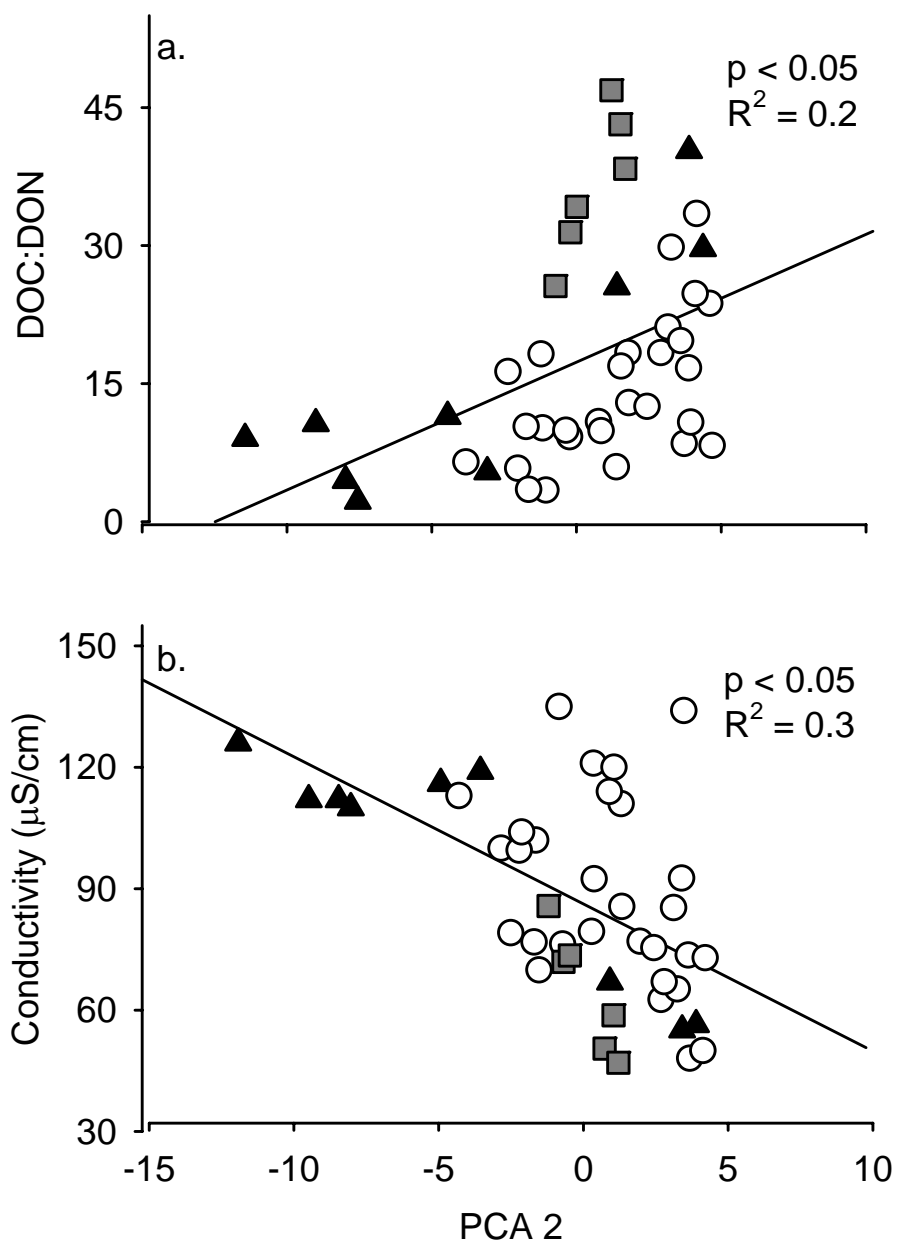 a.
p < 0.05
R² = 0.2
45
30
15
0
DOC:DON
b.
p < 0.05
R² = 0.3
150
120
90
60
30
Conductivity (μS/cm)
-15 -10 -5 0 5 10
PCA 2